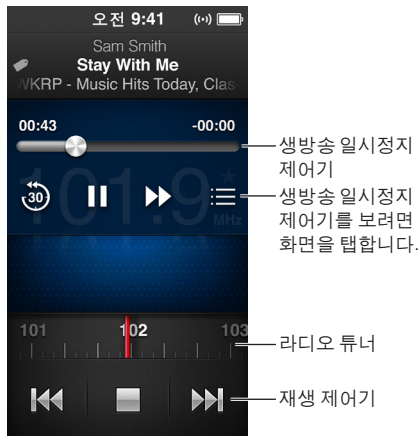 오전 9:41
Sam Smith
Stay With Me
WKRP - Music Hits Today, Clas
00:43 -00:00
생방송 일시정지
제어기
30
101.9
MHz
생방송 일시정지
제어기를 보려면
화면을 탭합니다.
101 102 103
라디오 튜너
재생 제어기